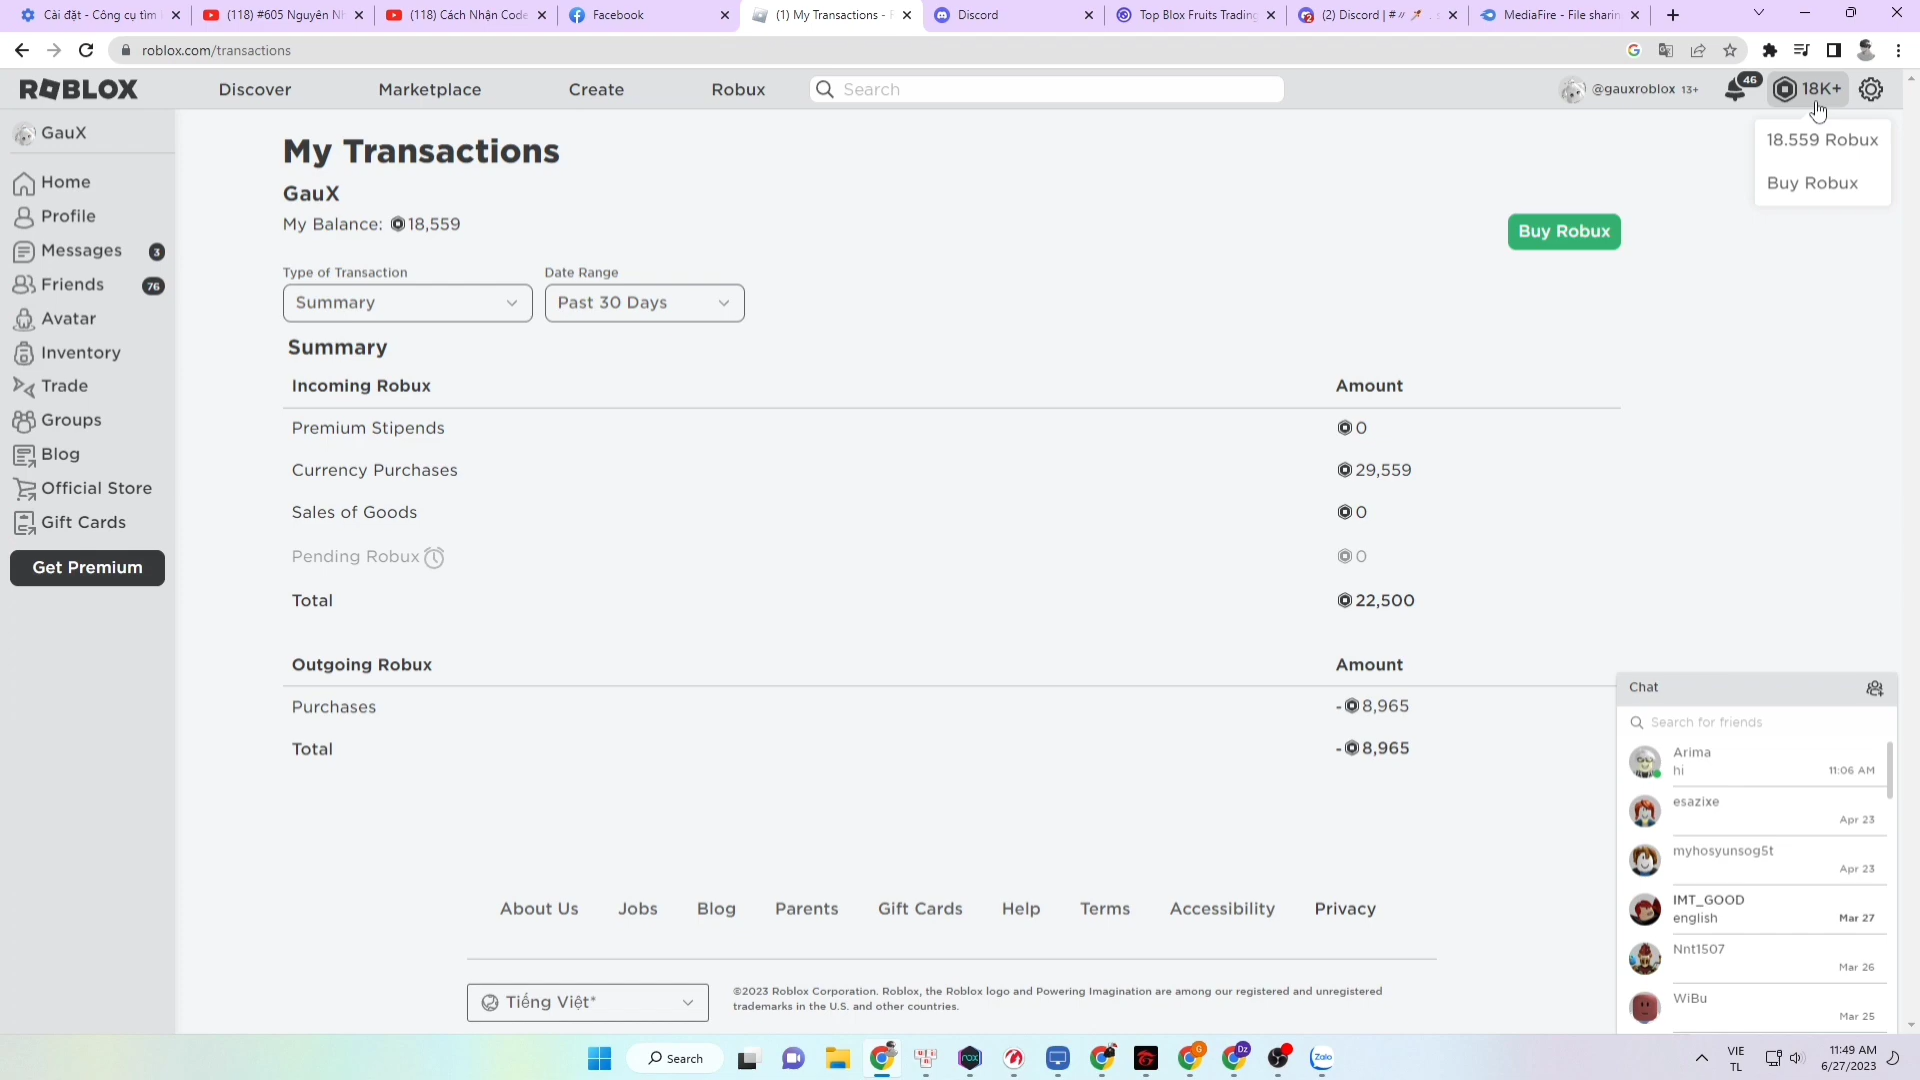 Cài đặt - Công cụ tìm
(118) #605 Nguyên Nh
(118) Cách Nhận Code
Facebook
(1) My Transactions - R
Discord
Top Blox Fruits Trading
(2) Discord | #
MediaFire - File sharin
roblox.com/transactions
ROBLOX
Discover
Marketplace
Create
Robux
Search
@gauxroblox 13+
46
18K+
18.559 Robux
Buy Robux
GauX
Home
Profile
Messages 3
Friends 76
Avatar
Inventory
Trade
Groups
Blog
Official Store
Gift Cards
Get Premium
My Transactions
GauX
My Balance: 18,559
Buy Robux
Type of Transaction
Date Range
Summary
Past 30 Days
Summary
Incoming Robux Amount
Premium Stipends 0
Currency Purchases 29,559
Sales of Goods 0
Pending Robux 0
Total 22,500
Outgoing Robux Amount
Purchases -8,965
Total -8,965
Chat
Search for friends
Arima
hi 11:06 AM
esazixe
Apr 23
myhosyunsog5t
Apr 23
IMT_GOOD
english Mar 27
Nnt1507
Mar 26
WiBu
Mar 25
About Us Jobs Blog Parents Gift Cards Help Terms Accessibility Privacy
Tiếng Việt*
©2023 Roblox Corporation. Roblox, the Roblox logo and Powering Imagination are among our registered and unregistered
trademarks in the U.S. and other countries.
Search
Zalo
VIE
TL
11:49 AM
6/27/2023